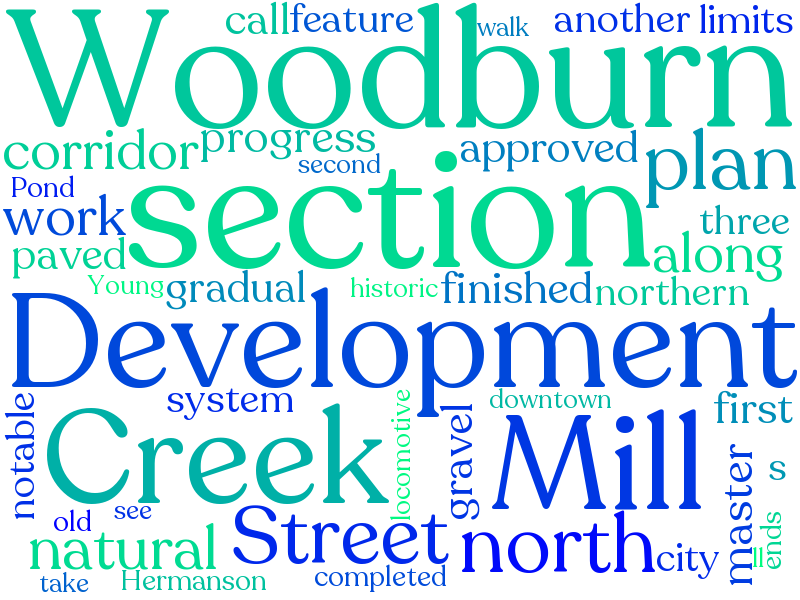 call feature walk another limits
Woodburn
corridor progress second approved plan
Pond
work section three
paved along
Young gradual historic finished northern
Development
notable system locomotive downtown first
Creek gravel Mill
master s
old see ends
natural Street north city ll
take Hermanson completed